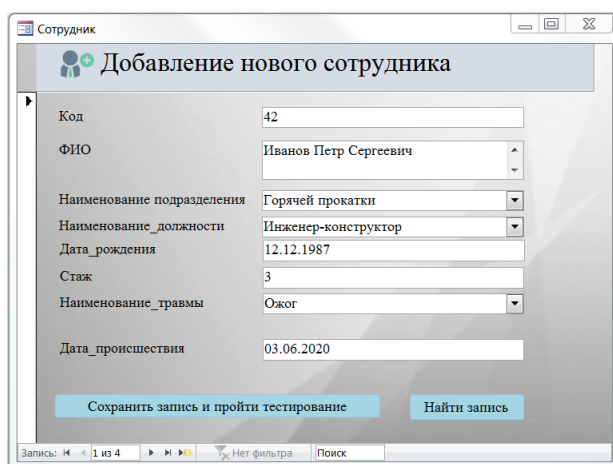 Сотрудник
Добавление нового сотрудника
Код 42
ФИО Иванов Петр Сергеевич
Наименование подразделения Горячей прокатки
Наименование_должности Инженер-конструктор
Дата_рождения 12.12.1987
Стаж 3
Наименование_травмы Ожог
Дата_происшествия 03.06.2020
Сохранить запись и пройти тестирование Найти запись
Запись: 1 из 4 Нет фильтра Поиск